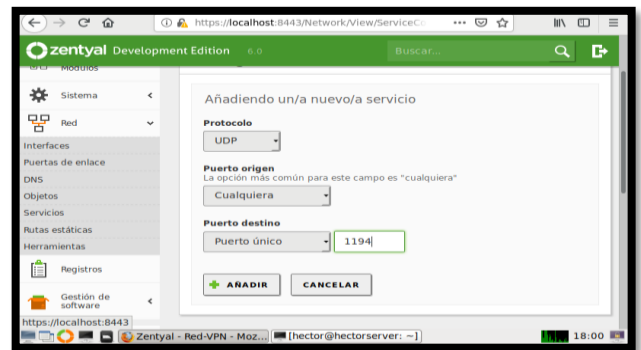 https://localhost:8443/Network/View/ServiceCo
zentyal Development Edition 6.0
Buscar...
Módulos
Sistema
Red
Interfaces
Puertas de enlace
DNS
Objetos
Servicios
Rutas estáticas
Herramientas
Registros
Gestión de
software
Añadiendo un/a nuevo/a servicio
Protocolo
UDP
Puerto origen
La opción más común para este campo es "cualquiera"
Cualquiera
Puerto destino
Puerto único
1194
AÑADIR
CANCELAR
https://localhost:8443
Zentyal - Red-VPN - Moz...
[hector@hectorserver: ~]
18:00